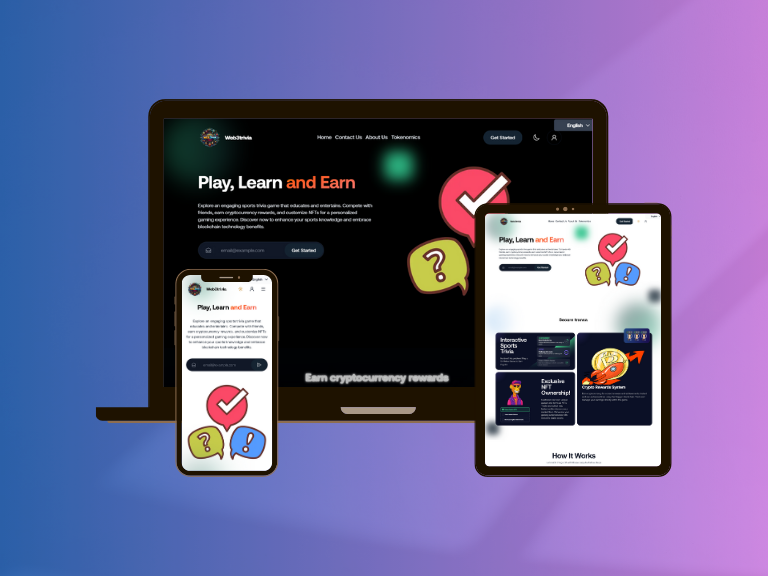 English
Web3trivia
Home Contact Us About Us Tokenomics
Get Started
Play, Learn and Earn
Explore an engaging sports trivia game that educates and entertains. Compete with
friends, earn cryptocurrency rewards, and customize NFTs for a personalized
gaming experience. Discover now to enhance your sports knowledge and embrace
blockchain technology benefits.
email@example.com
Get Started
Earn cryptocurrency rewards
English
Web3trivia
Play, Learn and Earn
Explore an engaging sports trivia game that
educates and entertains. Compete with friends,
earn cryptocurrency rewards, and customize NFTs
for a personalized gaming experience. Discover now
to enhance your sports knowledge and embrace
blockchain technology benefits.
email@example.com
Play, Learn and Earn
Interactive
Sports
Trivia
Exclusive
NFT
Ownership!
Crypto Rewards System
How It Works